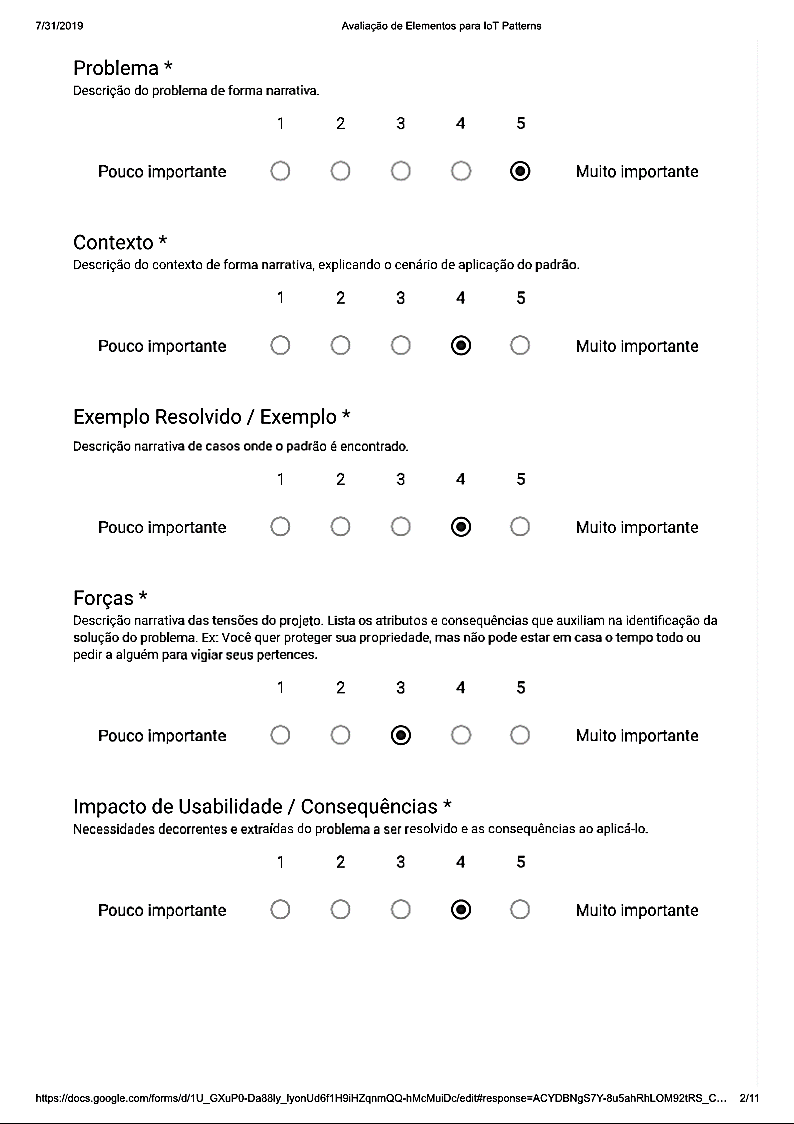 7/31/2019 Avaliação de Elementos para IoT Patterns
Problema *
Descrição do problema de forma narrativa.
1 2 3 4 5
Pouco importante Muito importante
Contexto *
Descrição do contexto de forma narrativa, explicando o cenário de aplicação do padrão.
1 2 3 4 5
Pouco importante Muito importante
Exemplo Resolvido / Exemplo *
Descrição narrativa de casos onde o padrão é encontrado.
1 2 3 4 5
Pouco importante Muito importante
Forças *
Descrição narrativa das tensões do projeto. Lista os atributos e consequências que auxiliam na identificação da
solução do problema. Ex: Você quer proteger sua propriedade, mas não pode estar em casa o tempo todo ou
pedir a alguém para vigiar seus pertences.
1 2 3 4 5
Pouco importante Muito importante
Impacto de Usabilidade / Consequências *
Necessidades decorrentes e extraídas do problema a ser resolvido e as consequências ao aplicá-lo.
1 2 3 4 5
Pouco importante Muito importante
https://docs.google.com/forms/d/1U_GXuP0-Da88ly_lyonUd6f1H9iHZqnmQQ-hMcMuiDc/edit#response=ACYDBNgS7Y-8u5ahRhLOM92tRS_C... 2/11